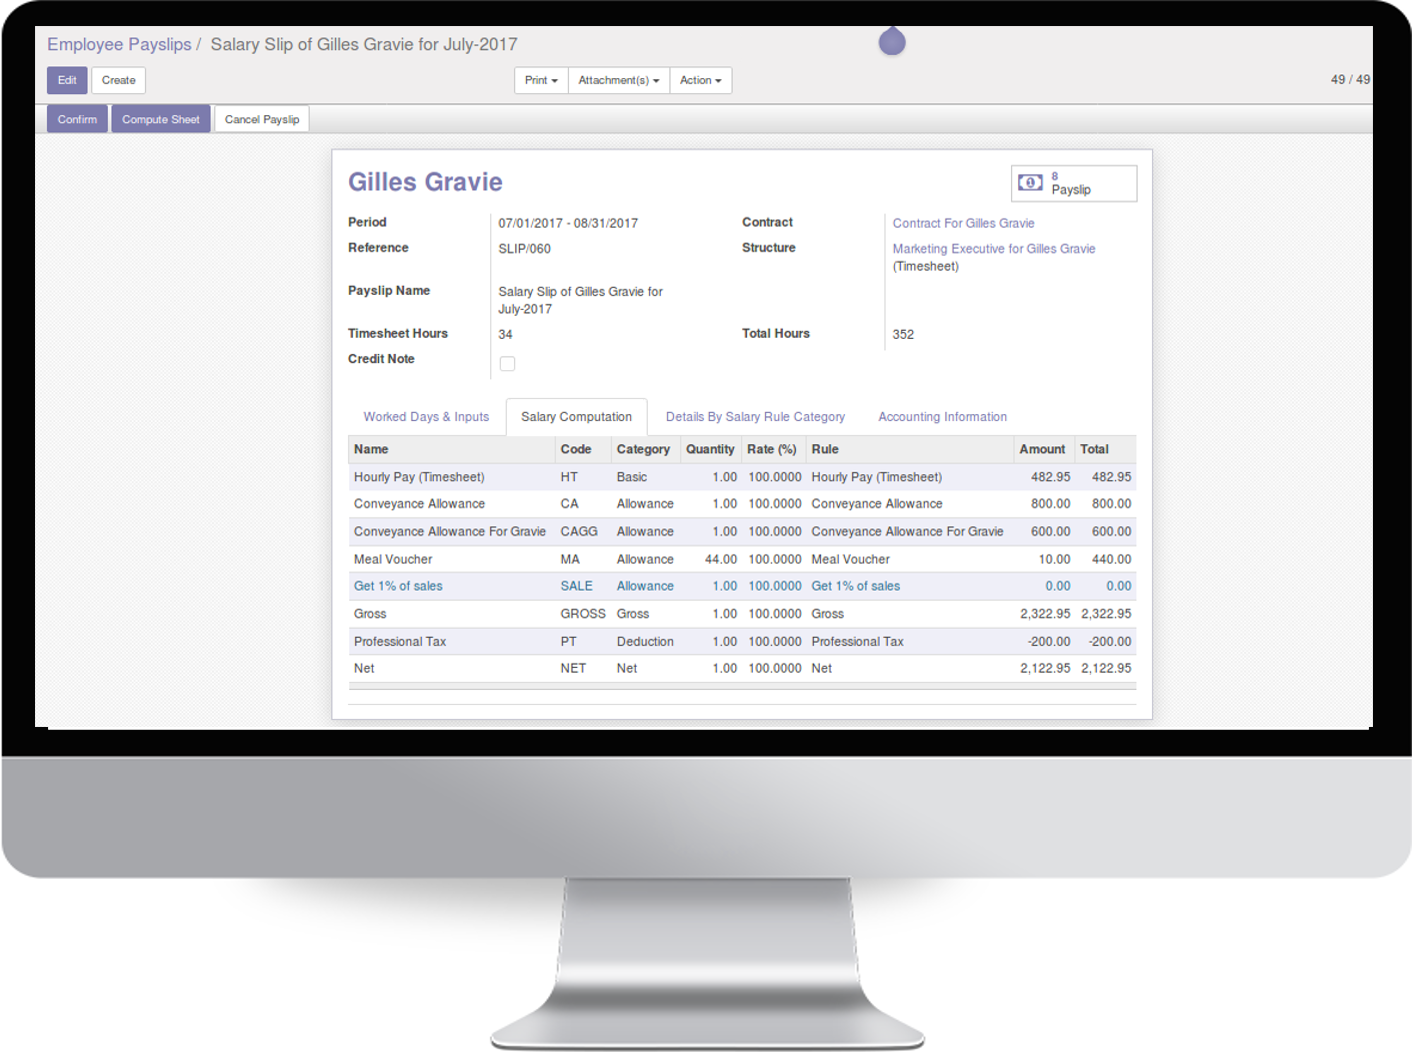 Employee Payslips / Salary Slip of Gilles Gravie for July-2017
Edit Create Print Attachment(s) Action 49 / 49
Confirm Compute Sheet Cancel Payslip
Gilles Gravie
8
Payslip
Period 07/01/2017 - 08/31/2017 Contract Contract For Gilles Gravie
Reference SLIP/060 Structure Marketing Executive for Gilles Gravie
(Timesheet)
Payslip Name Salary Slip of Gilles Gravie for
July-2017
Timesheet Hours 34 Total Hours 352
Credit Note
Worked Days & Inputs Salary Computation Details By Salary Rule Category Accounting Information
Name Code Category Quantity Rate (%) Rule Amount Total
Hourly Pay (Timesheet) HT Basic 1.00 100.0000 Hourly Pay (Timesheet) 482.95 482.95
Conveyance Allowance CA Allowance 1.00 100.0000 Conveyance Allowance 800.00 800.00
Conveyance Allowance For Gravie CAGG Allowance 1.00 100.0000 Conveyance Allowance For Gravie 600.00 600.00
Meal Voucher MA Allowance 44.00 100.0000 Meal Voucher 10.00 440.00
Get 1% of sales SALE Allowance 1.00 100.0000 Get 1% of sales 0.00 0.00
Gross GROSS Gross 1.00 100.0000 Gross 2,322.95 2,322.95
Professional Tax PT Deduction 1.00 100.0000 Professional Tax -200.00 -200.00
Net NET Net 1.00 100.0000 Net 2,122.95 2,122.95